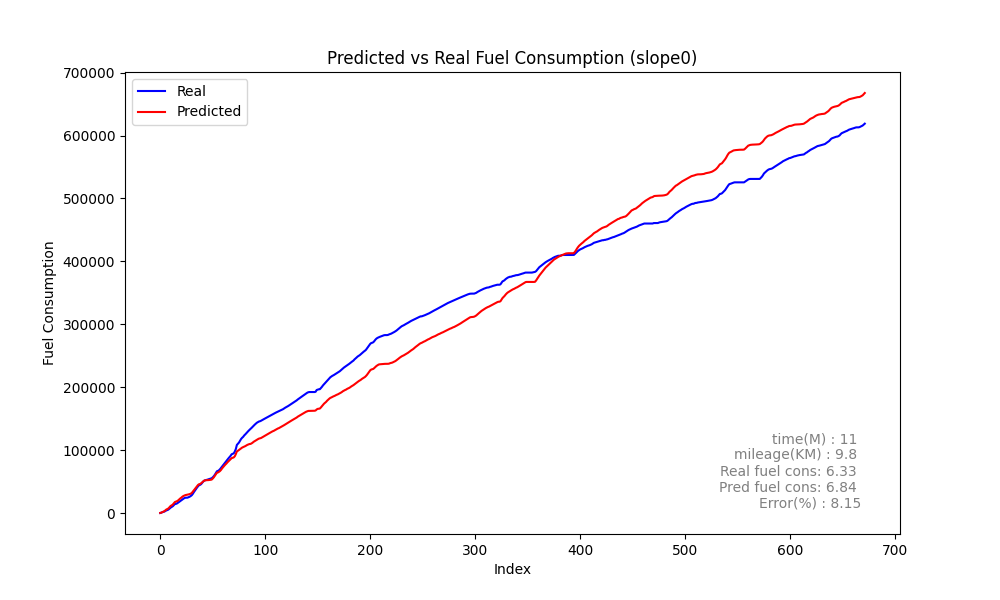 Predicted vs Real Fuel Consumption (slope0)
700000
600000
500000
400000
300000
200000
100000
0
Fuel Consumption
Real
Predicted
time(M) : 11
mileage(KM) : 9.8
Real fuel cons: 6.33
Pred fuel cons: 6.84
Error(%) : 8.15
0 100 200 300 400 500 600 700
Index